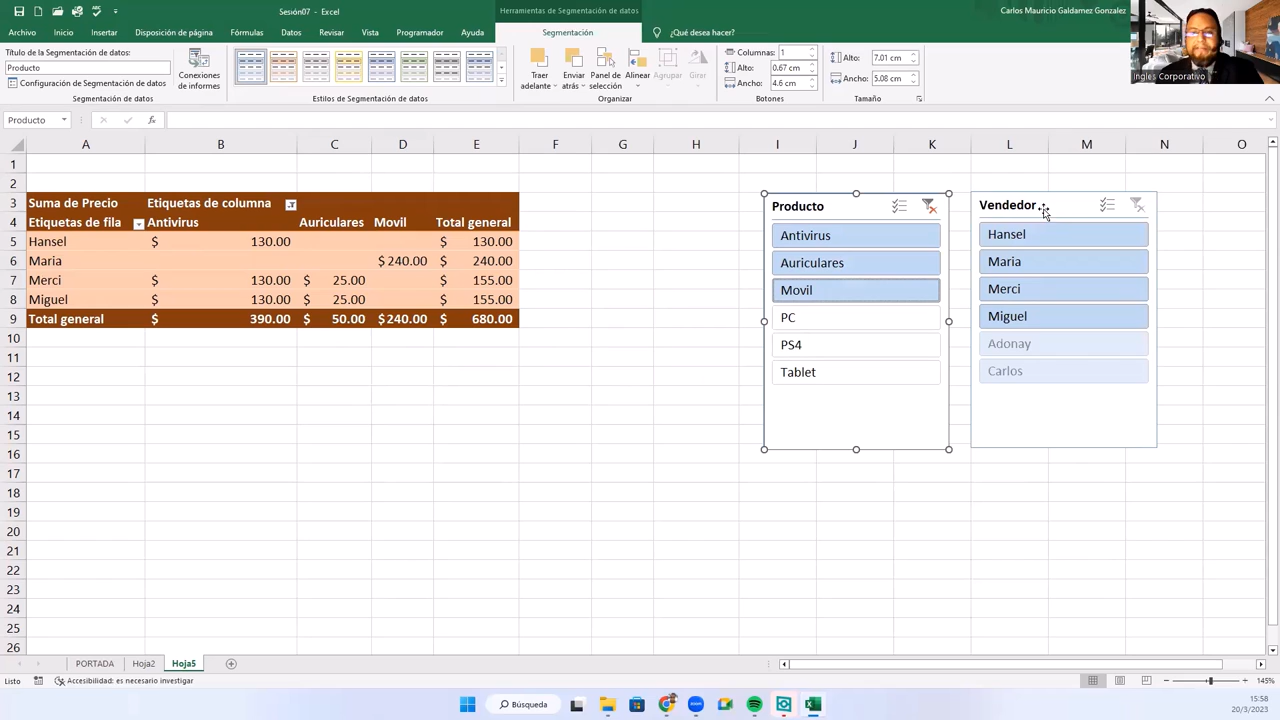 Sesión07 - Excel
Herramientas de Segmentación de datos
Carlos Mauricio Galdamez Gonzalez
Archivo Inicio Insertar Disposición de página Fórmulas Datos Revisar Vista Programador Ayuda Segmentación ¿Qué desea hacer?
Título de la Segmentación de datos:
Producto
Configuración de Segmentación de datos
Segmentación de datos
Conexiones de informes
Estilos de Segmentación de datos
Traer adelante
Enviar atrás
Panel de selección
Alinear
Agrupar
Girar
Organizar
Columnas: 1
Alto: 0.67 cm
Ancho: 4.6 cm
Botones
Alto: 7.01 cm
Ancho: 5.08 cm
Tamaño
Ingles Corporativo
Producto
A B C D E F G H I J K L M N O
1
2
3 Suma de Precio Etiquetas de columna
4 Etiquetas de fila Antivirus Auriculares Movil Total general
5 Hansel $ 130.00 $ 130.00
6 Maria $ 240.00 $ 240.00
7 Merci $ 130.00 $ 25.00 $ 155.00
8 Miguel $ 130.00 $ 25.00 $ 155.00
9 Total general $ 390.00 $ 50.00 $ 240.00 $ 680.00
10
11
12
13
14
15
16
17
18
19
20
21
22
23
24
25
26
Producto
Antivirus
Auriculares
Movil
PC
PS4
Tablet
Vendedor
Hansel
Maria
Merci
Miguel
Adonay
Carlos
PORTADA Hoja2 Hoja5
Listo Accesibilidad: es necesario investigar 145%
Búsqueda
zoom
15:58
20/3/2023